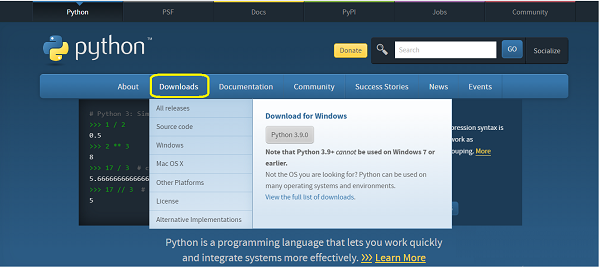 Python PSF Docs PyPI Jobs Community
python™
Donate Search GO Socialize
About Downloads Documentation Community Success Stories News Events
# Python 3: Sim
>>> 1 / 2
0.5
>>> 2 ** 3
8
>>> 17 / 3 # c
5.666666666666
>>> 17 // 3 #
5
All releases
Source code
Windows
Mac OS X
Other Platforms
License
Alternative Implementations
Download for Windows
Python 3.9.0
Note that Python 3.9+ cannot be used on Windows 7 or
earlier.
Not the OS you are looking for? Python can be used on
many operating systems and environments.
View the full list of downloads.
pression syntax is
work as
ouping. More
Python is a programming language that lets you work quickly
and integrate systems more effectively. >>> Learn More